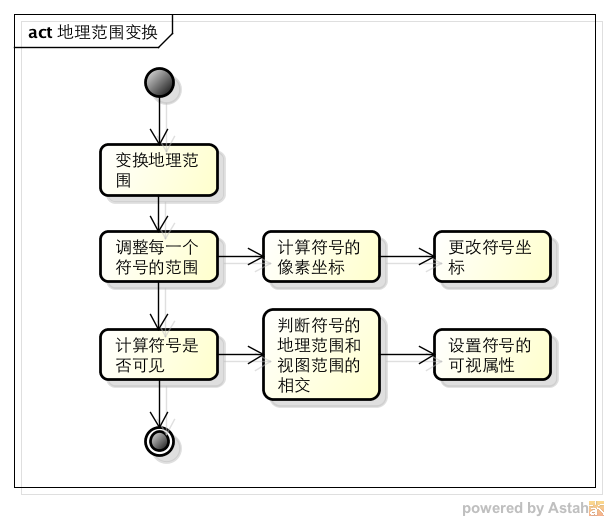 act 地理范围变换
变换地理范
围
调整每一个
符号的范围
计算符号的
像素坐标
更改符号坐
标
计算符号是
否可见
判断符号的
地理范围和
视图范围的
相交
设置符号的
可视属性
powered by Astah